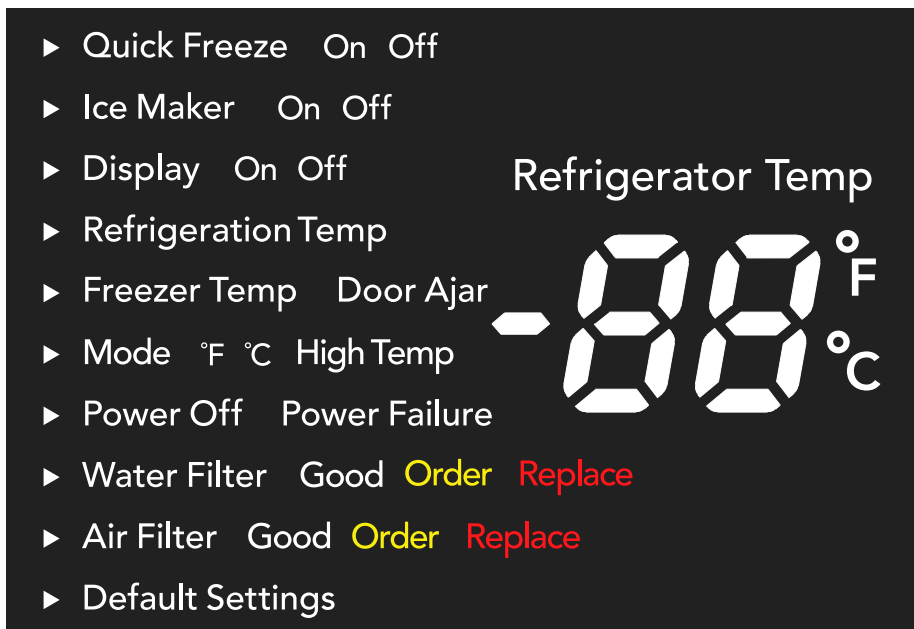 ▶ Quick Freeze On Off
▶ Ice Maker On Off
▶ Display On Off
Refrigerator Temp
▶ Refrigeration Temp
▶ Freezer Temp Door Ajar
-88 °F °C
▶ Mode °F °C High Temp
▶ Power Off Power Failure
▶ Water Filter Good Order Replace
▶ Air Filter Good Order Replace
▶ Default Settings